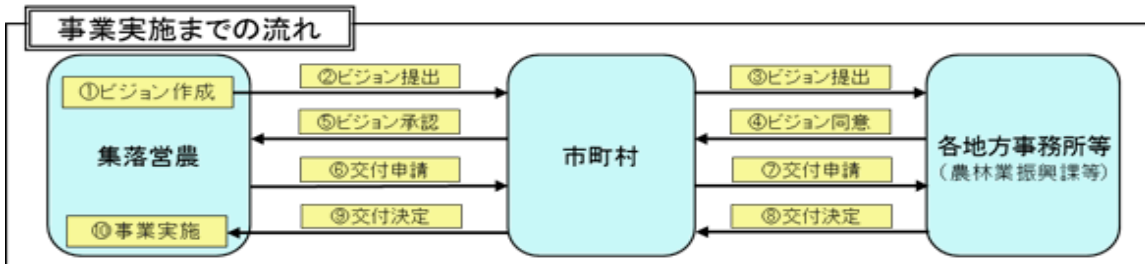 事業実施までの流れ
①ビジョン作成
②ビジョン提出
③ビジョン提出
⑤ビジョン承認
④ビジョン同意
集落営農
市町村
各地方事務所等
（農林業振興課等）
⑥交付申請
⑦交付申請
⑨交付決定
⑧交付決定
⑩事業実施